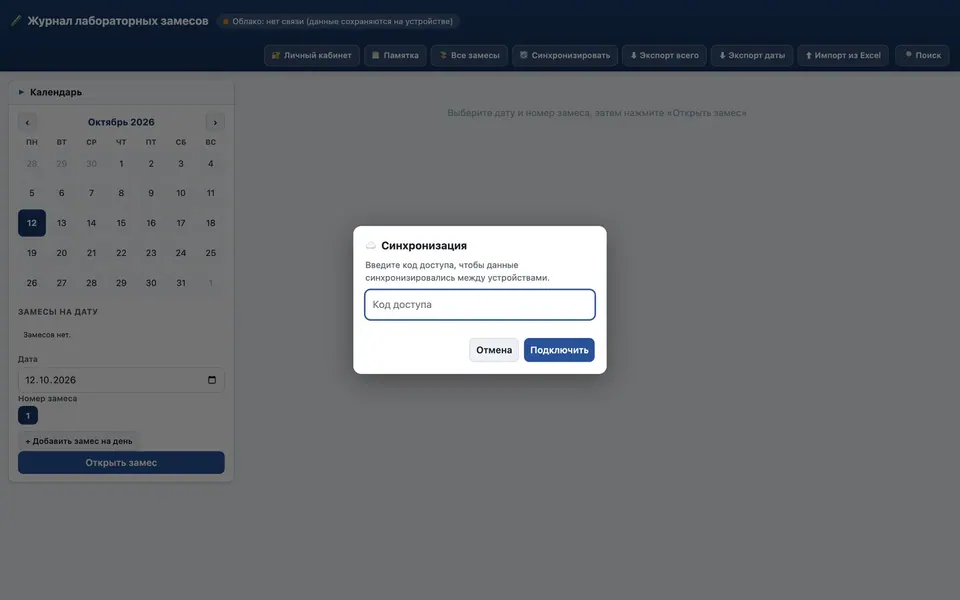 Журнал лабораторных замесов
Облако: нет связи (данные сохраняются на устройстве)
Личный кабинет
Памятка
Все замесы
Синхронизировать
⬇ Экспорт всего
⬇ Экспорт даты
⬆ Импорт из Excel
Поиск
▸ Календарь
‹ Октябрь 2026 ›
ПН ВТ СР ЧТ ПТ СБ ВС
28 29 30 1 2 3 4
5 6 7 8 9 10 11
12 13 14 15 16 17 18
19 20 21 22 23 24 25
26 27 28 29 30 31 1
ЗАМЕСЫ НА ДАТУ
Замесов нет.
Дата
12.10.2026
Номер замеса
1
+ Добавить замес на день
Открыть замес
Выберите дату и номер замеса, затем нажмите «Открыть замес»
Синхронизация
Введите код доступа, чтобы данные
синхронизировались между устройствами.
Код доступа
Отмена
Подключить